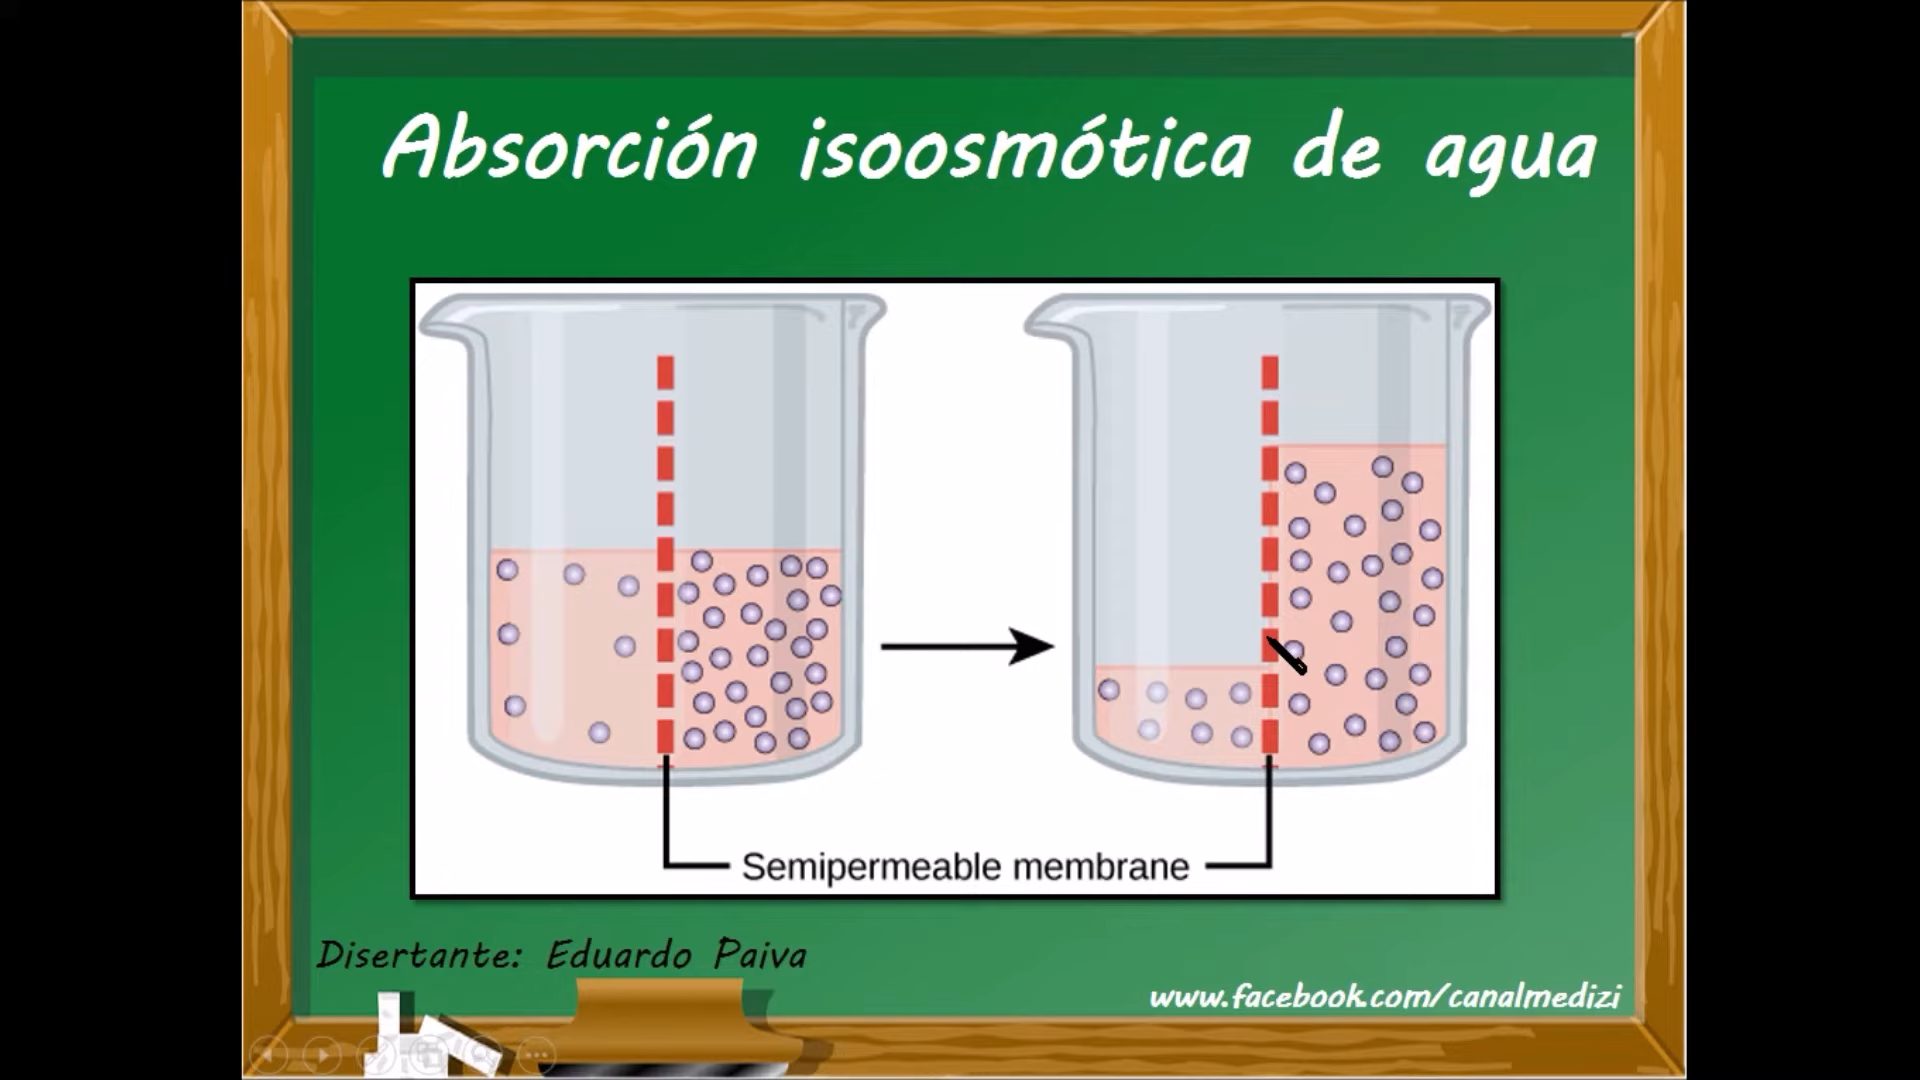 Absorción isoosmótica de agua
Semipermeable membrane
Disertante: Eduardo Paiva
www.facebook.com/canalmedizi